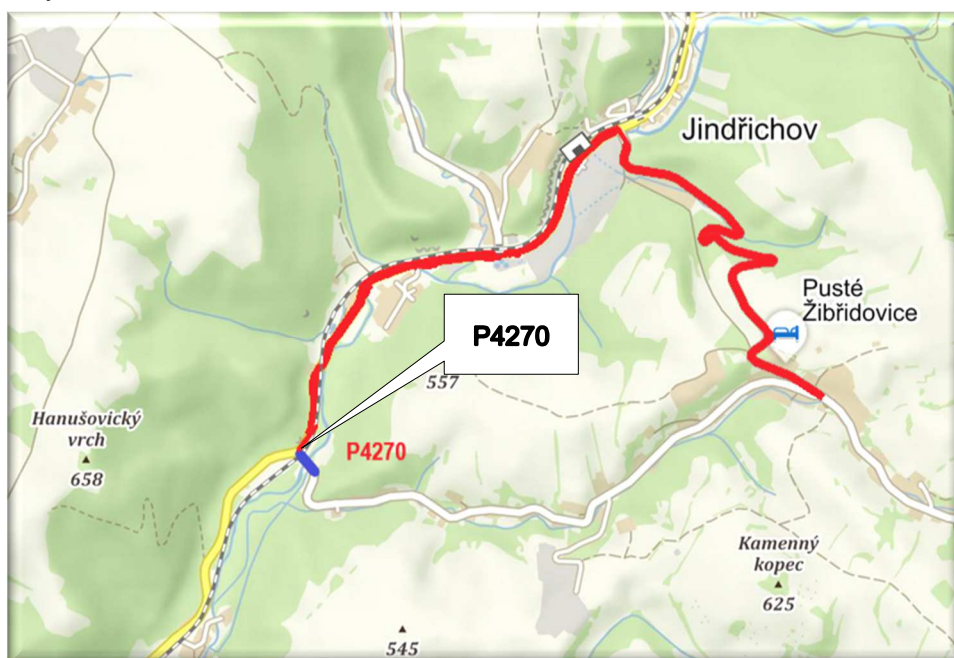 Jindřichov
Pusté
Žibřidovice
P4270
557
Hanušovický
vrch
658
P4270
Kamenný
kopec
625
545